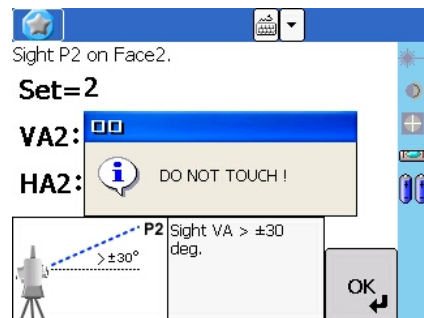 Sight P2 on Face2.
Set=2
VA2:
HA2:
DO NOT TOUCH !
P2
>±30°
Sight VA > ±30
deg.
OK